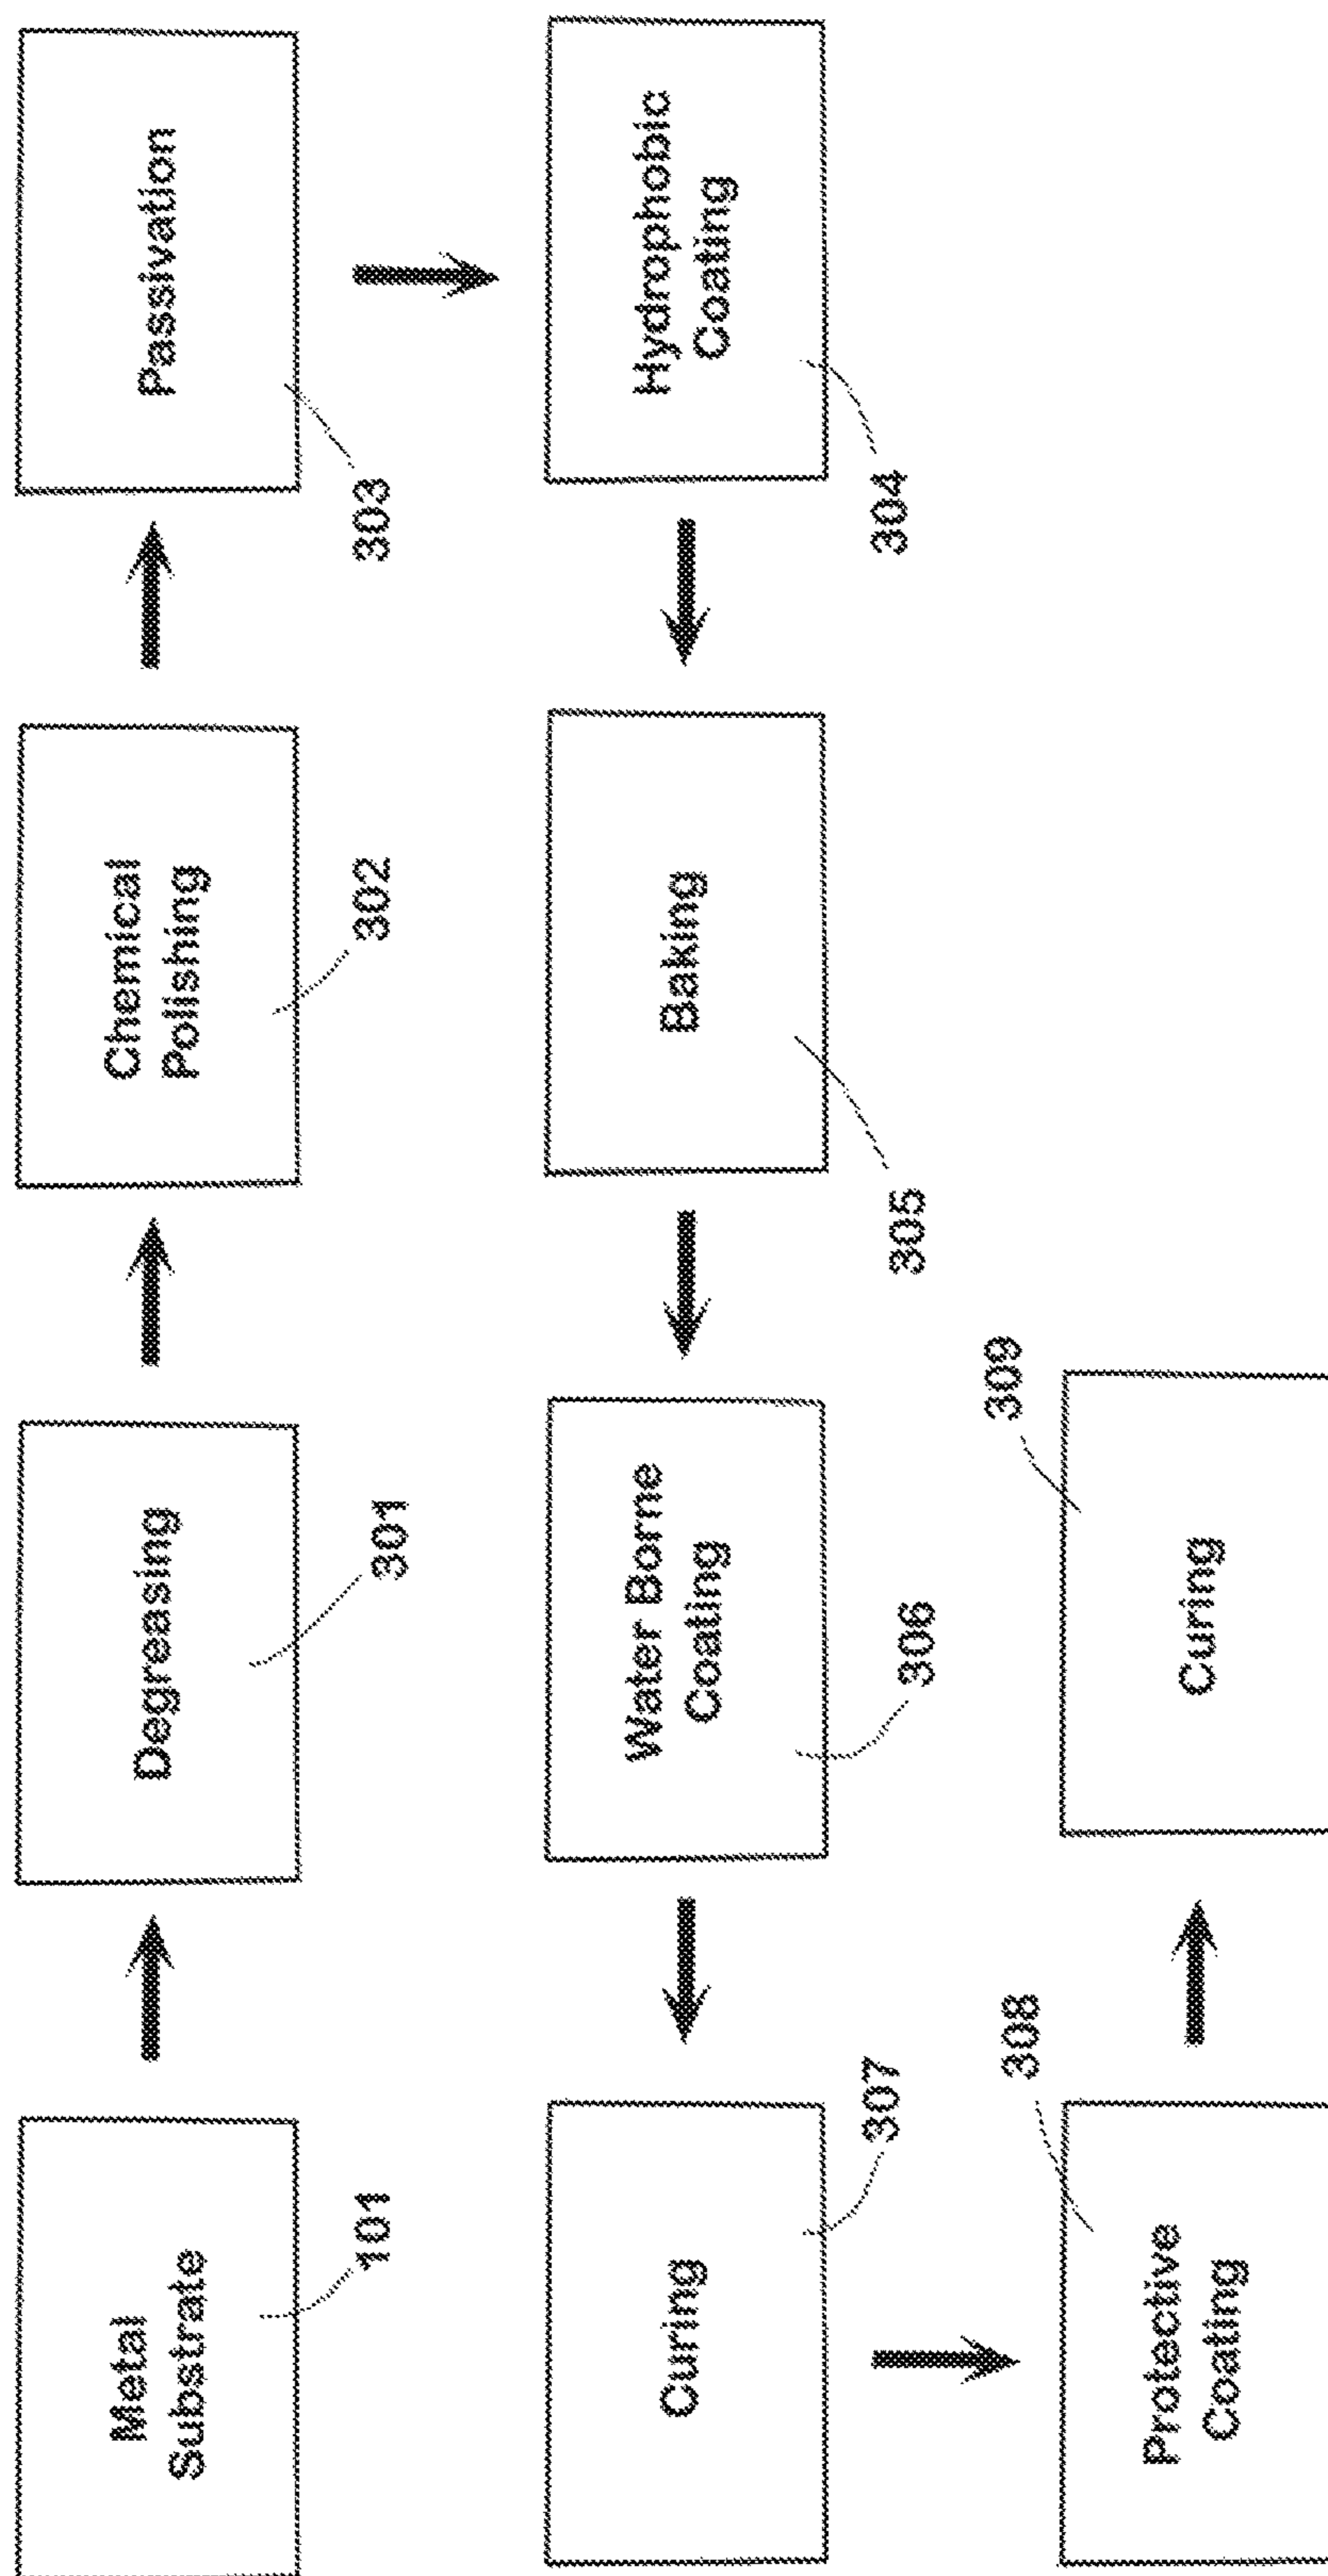 Metal
Substrate
101
Degreasing
301
Chemical
Polishing
302
Passivation
303
Hydrophobic
Coating
304
Baking
305
Water Borne
Coating
306
Curing
307
Protective
Coating
308
Curing
309